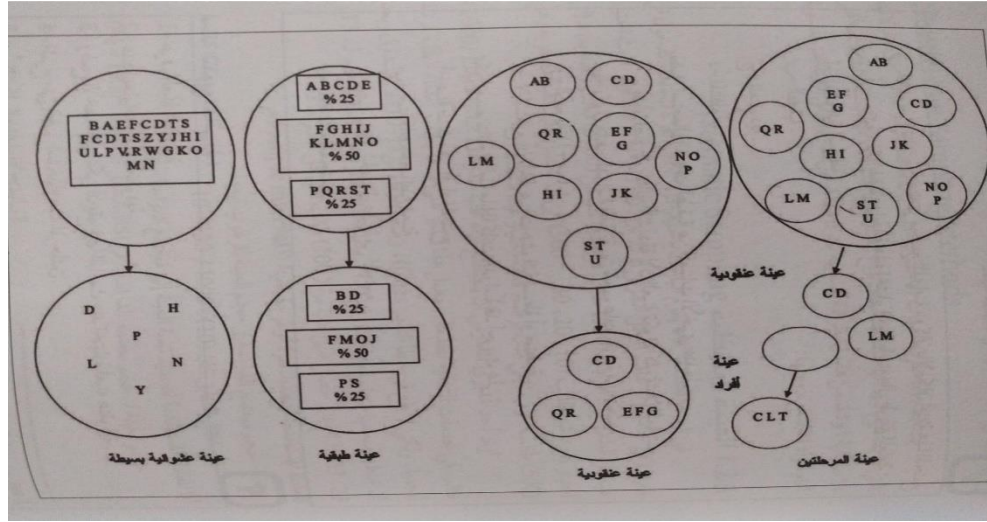 BAEFCDTS
FCDTSZYJHI
ULPV.RWGKO
MN
D H
P
L N
Y
عينة عشوائية بسيطة
ABCDE
% 25
FGHIJ
KLMNO
% 50
PQRST
% 25
BD
% 25
FMOJ
% 50
PS
% 25
عينة طبقية
AB
CD
QR
EF
G
LM
NO
P
HI
JK
ST
U
CD
QR
EFG
عينة عنقودية
AB
EF
G
CD
QR
HI
JK
LM
ST
U
NO
P
عينة عنقودية
CD
LM
عينة
أفراد
CLT
عينة المرحلتين